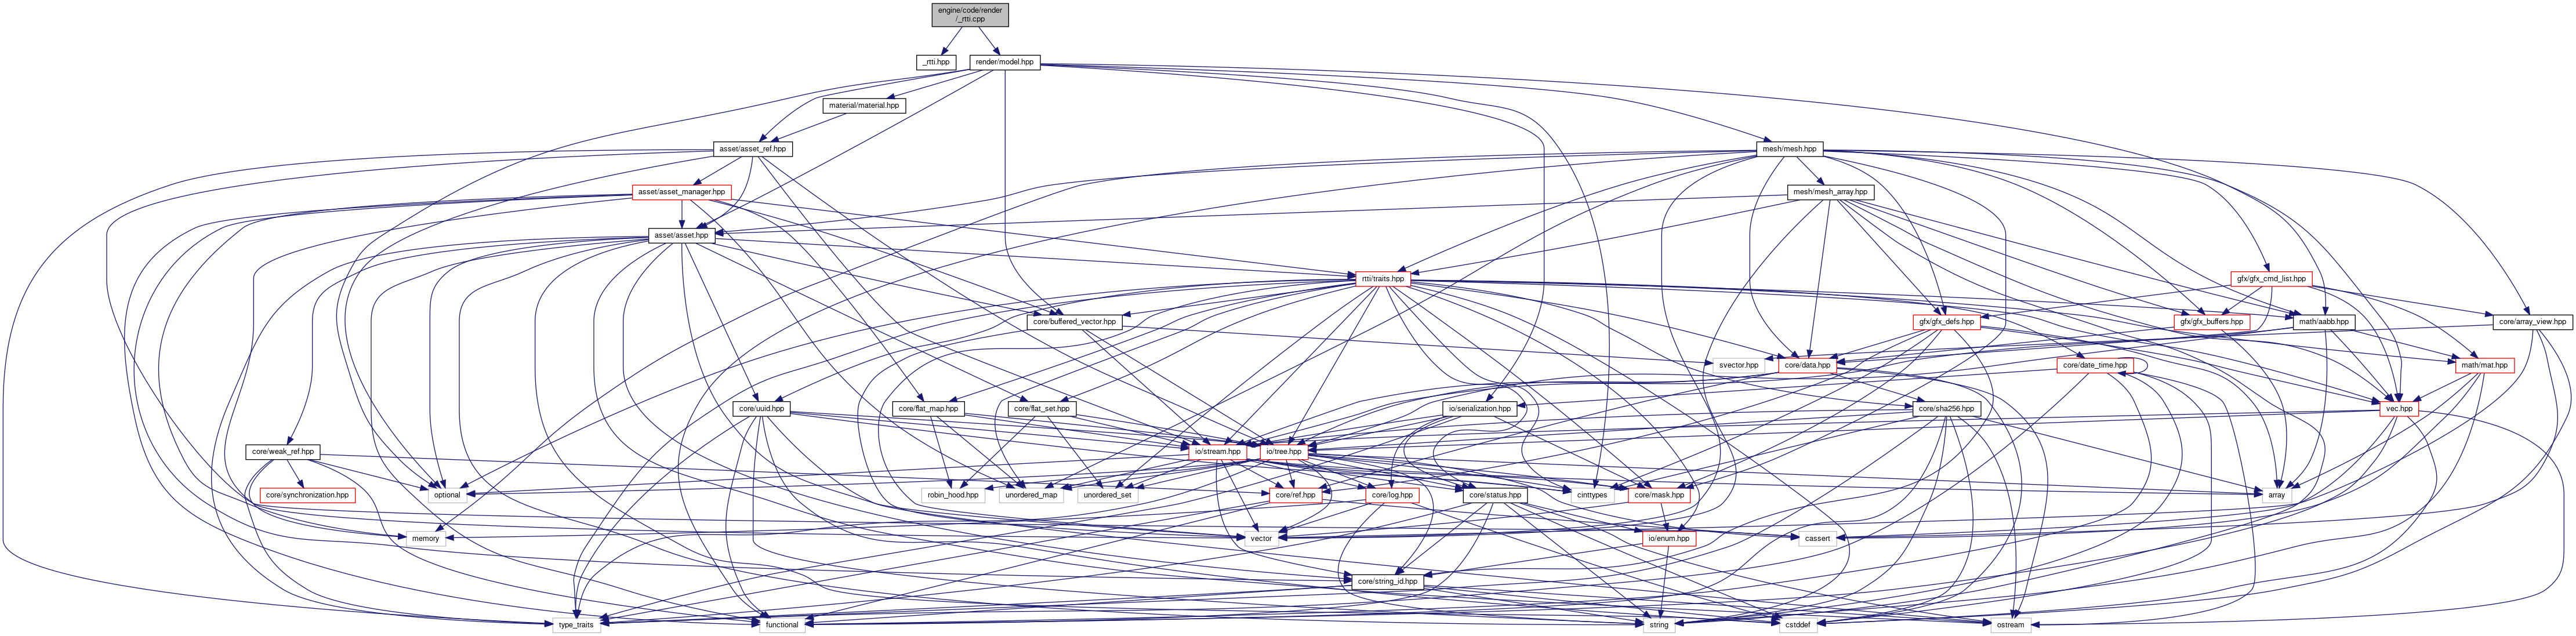 engine/code/render
/_rtti.cpp
_rtti.hpp
render/model.hpp
material/material.hpp
asset/asset_ref.hpp
mesh/mesh.hpp
asset/asset_manager.hpp
mesh/mesh_array.hpp
asset/asset.hpp
rtti/traits.hpp
gfx/gfx_cmd_list.hpp
core/buffered_vector.hpp
gfx/gfx_defs.hpp
gfx/gfx_buffers.hpp
math/aabb.hpp
core/array_view.hpp
svector.hpp
core/data.hpp
core/date_time.hpp
math/mat.hpp
core/uuid.hpp
core/flat_map.hpp
core/flat_set.hpp
io/serialization.hpp
core/sha256.hpp
vec.hpp
core/weak_ref.hpp
io/stream.hpp
io/tree.hpp
core/synchronization.hpp
optional
robin_hood.hpp
unordered_map
unordered_set
core/ref.hpp
core/log.hpp
core/status.hpp
cinttypes
core/mask.hpp
array
memory
vector
io/enum.hpp
cassert
core/string_id.hpp
type_traits
functional
string
cstddef
ostream